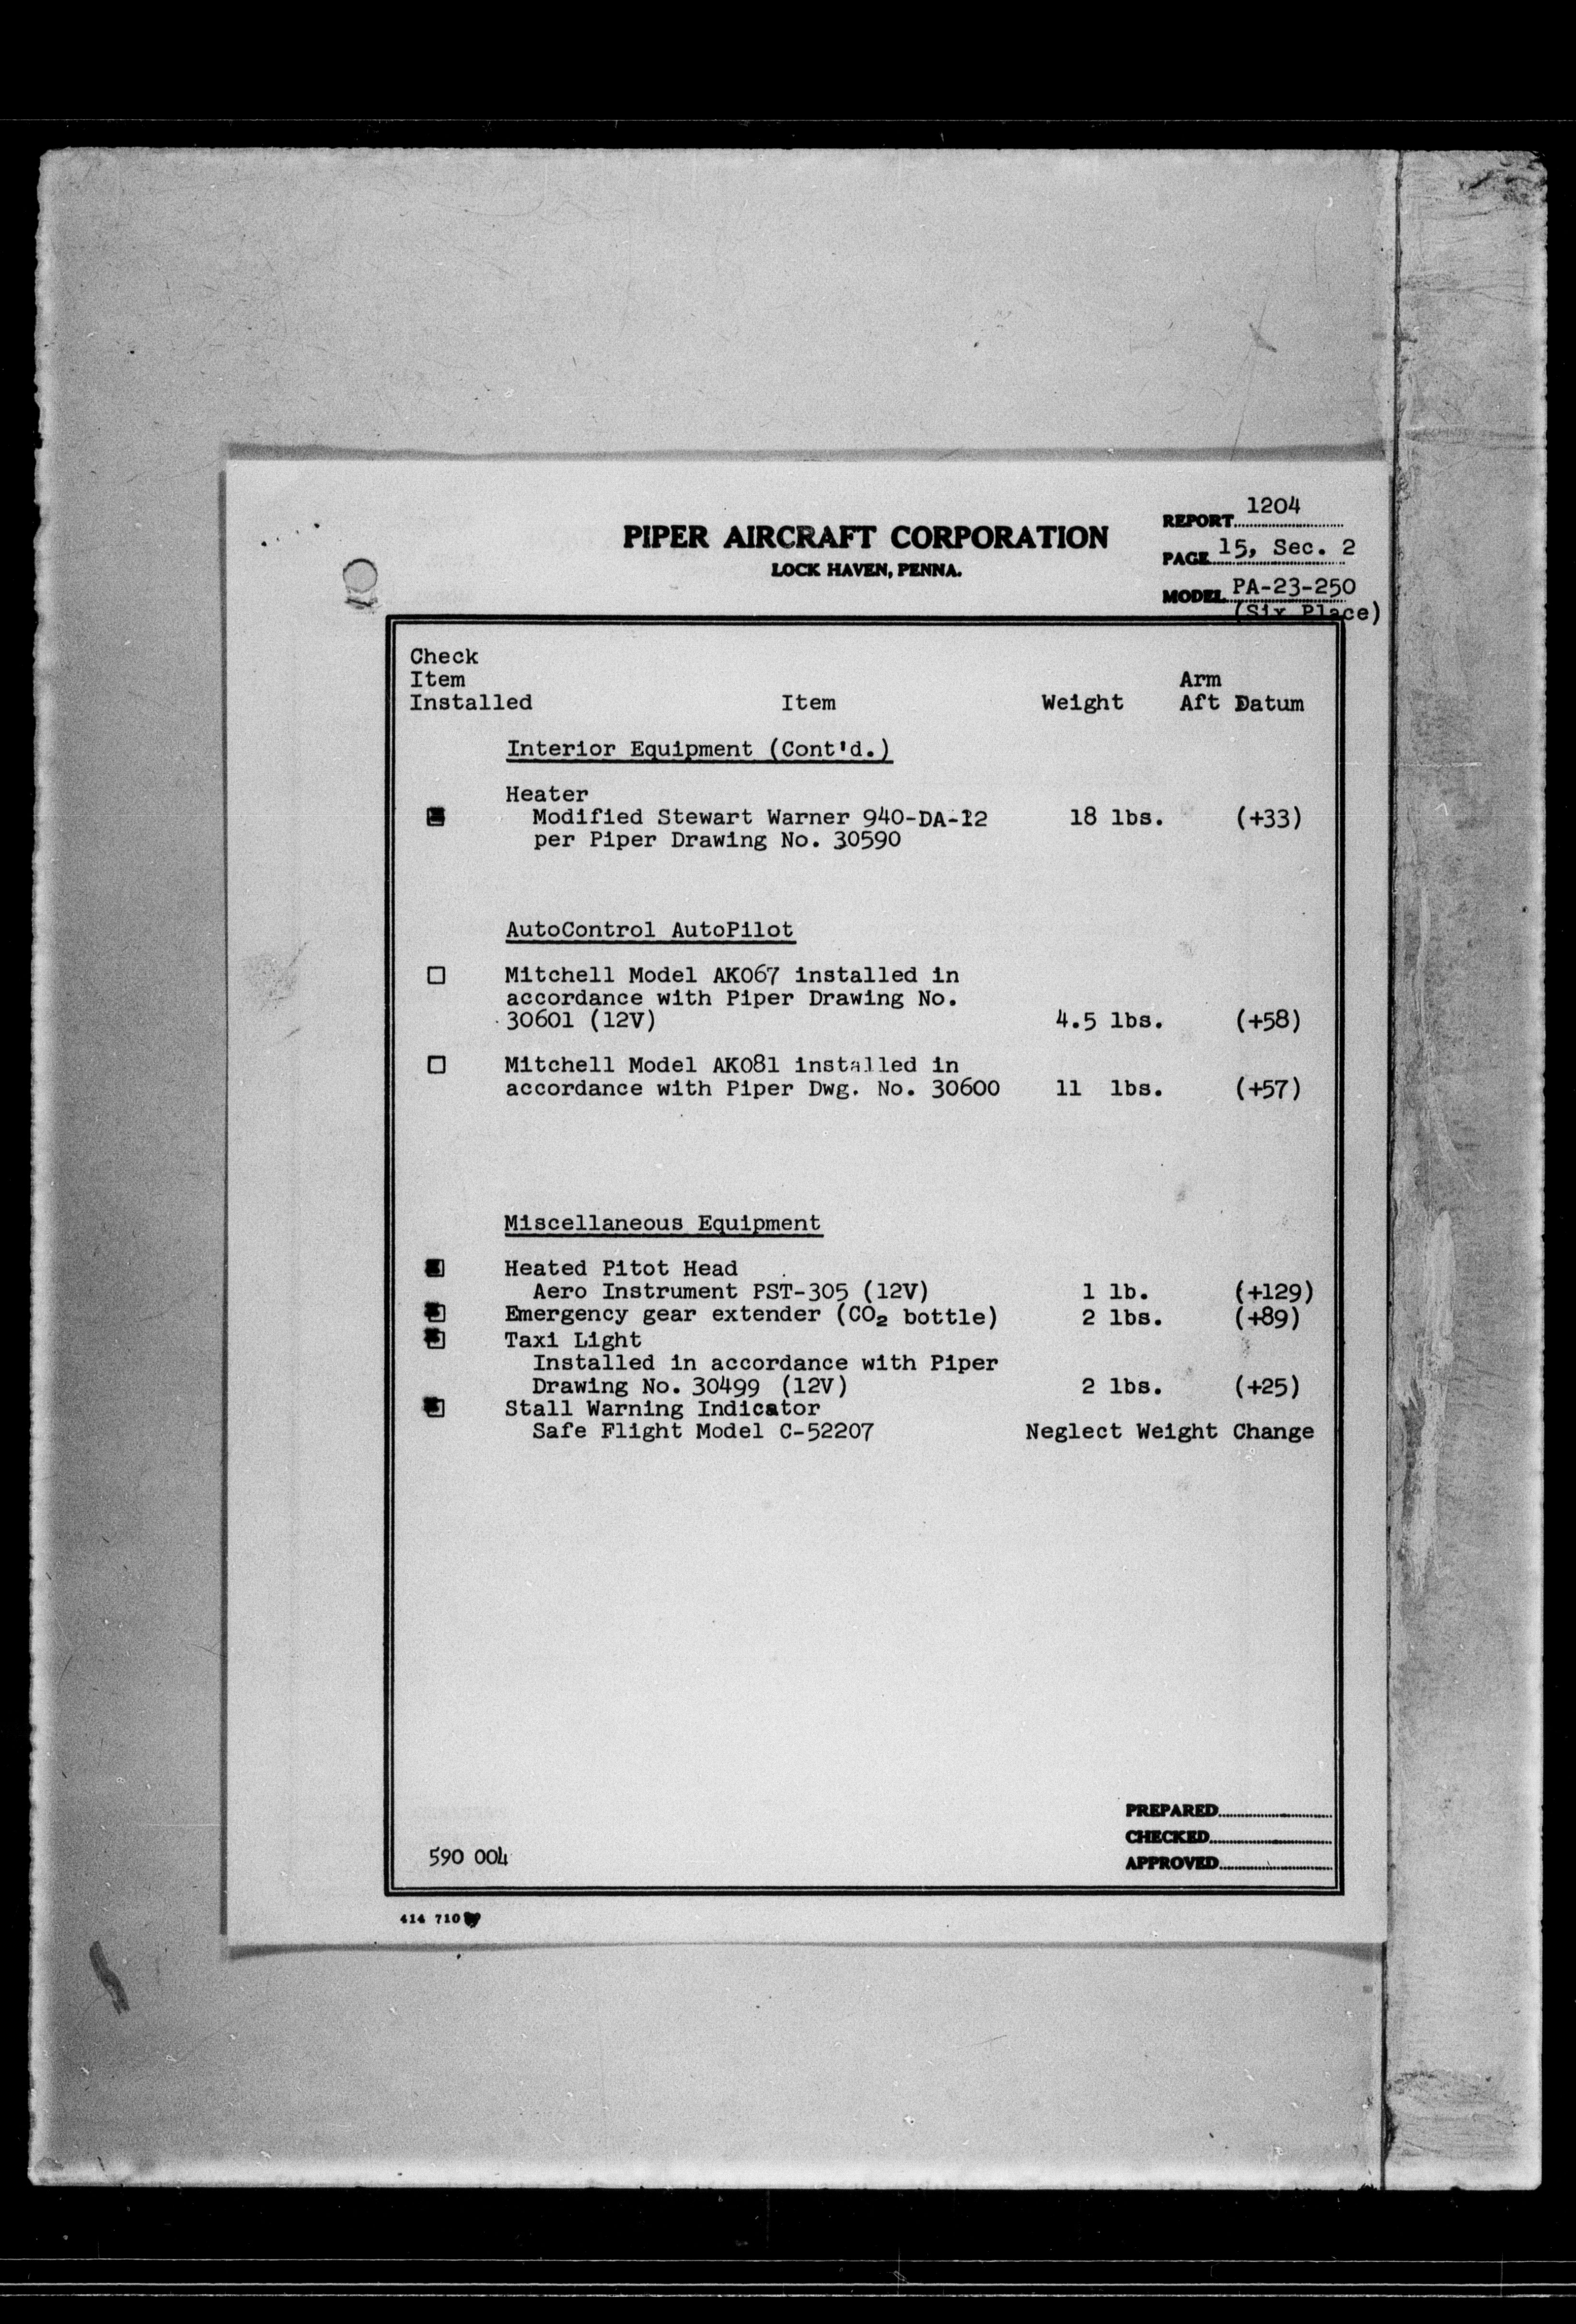 REPORT 1204
PIPER AIRCRAFT CORPORATION
LOCK HAVEN, PENNA.
PAGE 15, Sec. 2
MODEL PA-23-250
(Six Place)
Check
Item Arm
Installed Item Weight Aft Datum
Interior Equipment (Cont'd.)
Heater
Modified Stewart Warner 940-DA-12 18 lbs. (+33)
per Piper Drawing No. 30590
AutoControl AutoPilot
Mitchell Model AK067 installed in
accordance with Piper Drawing No.
30601 (12V) 4.5 lbs. (+58)
Mitchell Model AK081 installed in
accordance with Piper Dwg. No. 30600 11 lbs. (+57)
Miscellaneous Equipment
Heated Pitot Head
Aero Instrument PST-305 (12V) 1 lb. (+129)
Emergency gear extender (CO₂ bottle) 2 lbs. (+89)
Taxi Light
Installed in accordance with Piper
Drawing No. 30499 (12V) 2 lbs. (+25)
Stall Warning Indicator
Safe Flight Model C-52207 Neglect Weight Change
PREPARED
CHECKED
590 004
APPROVED
414 710